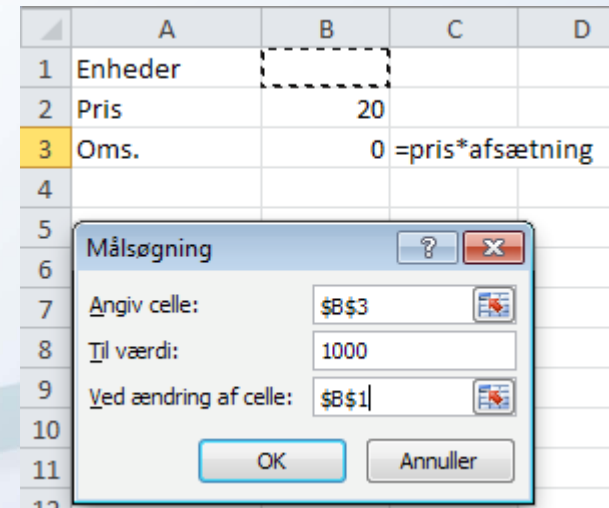 A B C D
1 Enheder
2 Pris 20
3 Oms. 0 =pris*afsætning
4
5
6
7
8
9
10
11
12
Målsøgning
Angiv celle: $B$3
Til værdi: 1000
Ved ændring af celle: $B$1
OK Annuller